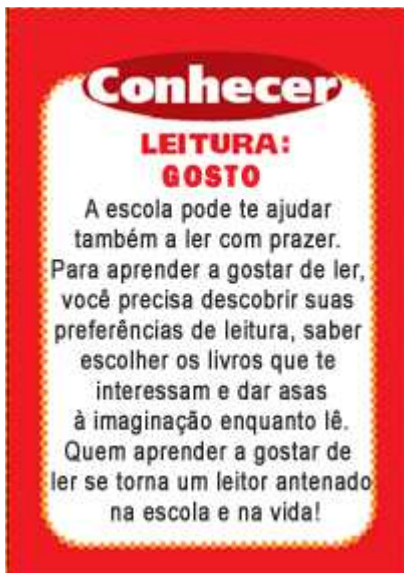 Conhecer
LEITURA:
GOSTO
A escola pode te ajudar
também a ler com prazer.
Para aprender a gostar de ler,
você precisa descobrir suas
preferências de leitura, saber
escolher os livros que te
interessam e dar asas
à imaginação enquanto lê.
Quem aprender a gostar de
ler se torna um leitor antenado
na escola e na vida!